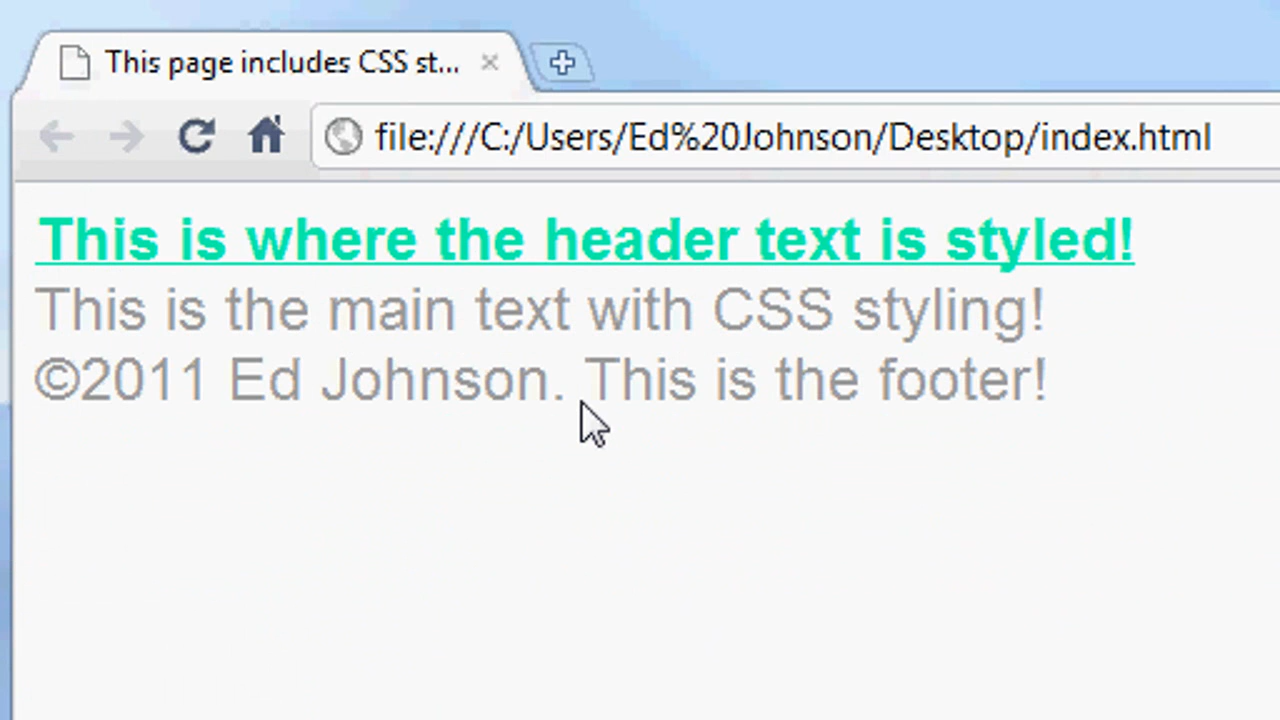 This page includes CSS st...
file:///C:/Users/Ed%20Johnson/Desktop/index.html
This is where the header text is styled!
This is the main text with CSS styling!
©2011 Ed Johnson. This is the footer!